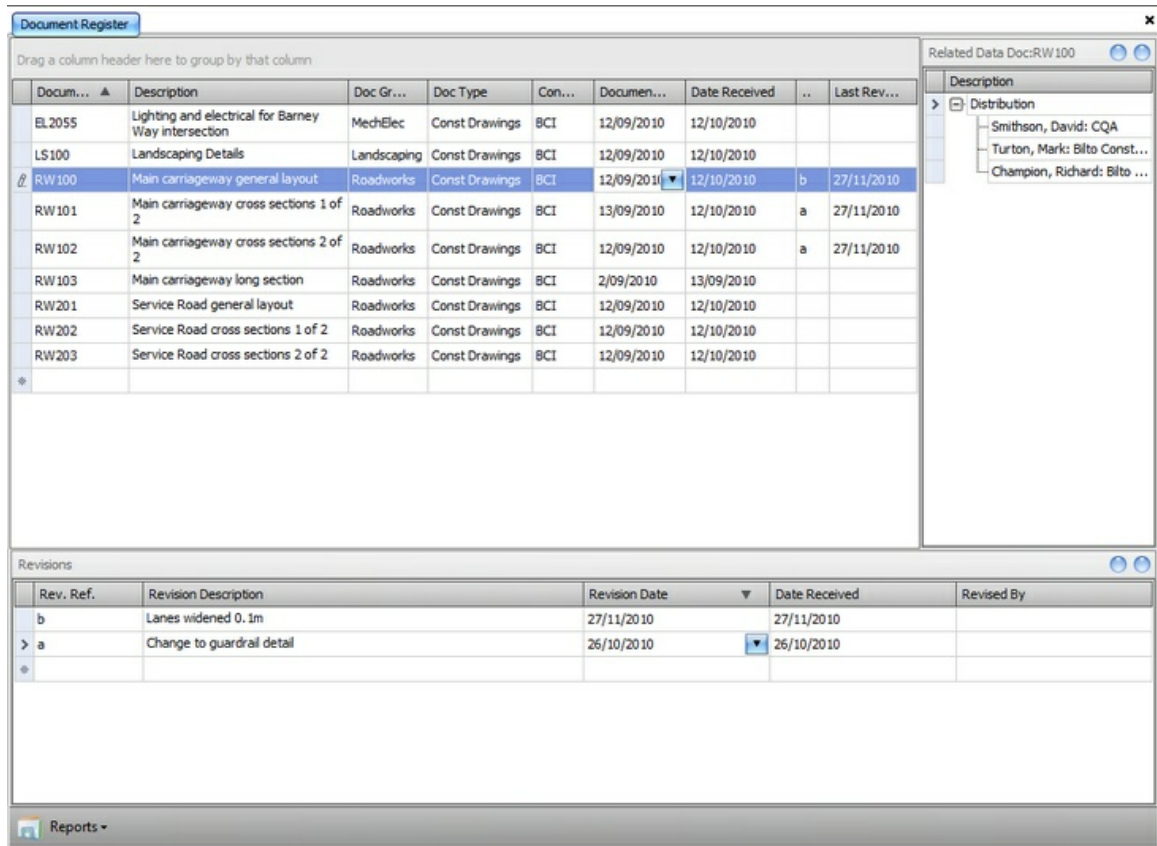 Document Register
Drag a column header here to group by that column
Docum... Description Doc Gr... Doc Type Con... Documen... Date Received .. Last Rev...
EL2055 Lighting and electrical for Barney Way intersection MechElec Const Drawings BCI 12/09/2010 12/10/2010
LS100 Landscaping Details Landscaping Const Drawings BCI 12/09/2010 12/10/2010
RW100 Main carriageway general layout Roadworks Const Drawings BCI 12/09/201 12/10/2010 b 27/11/2010
RW101 Main carriageway cross sections 1 of 2 Roadworks Const Drawings BCI 13/09/2010 12/10/2010 a 27/11/2010
RW102 Main carriageway cross sections 2 of 2 Roadworks Const Drawings BCI 12/09/2010 12/10/2010 a 27/11/2010
RW103 Main carriageway long section Roadworks Const Drawings BCI 2/09/2010 13/09/2010
RW201 Service Road general layout Roadworks Const Drawings BCI 12/09/2010 12/10/2010
RW202 Service Road cross sections 1 of 2 Roadworks Const Drawings BCI 12/09/2010 12/10/2010
RW203 Service Road cross sections 2 of 2 Roadworks Const Drawings BCI 12/09/2010 12/10/2010
Related Data Doc:RW100
Description
Distribution
Smithson, David: CQA
Turton, Mark: Bilto Const...
Champion, Richard: Bilto ...
Revisions
Rev. Ref. Revision Description Revision Date Date Received Revised By
b Lanes widened 0.1m 27/11/2010 27/11/2010
a Change to guardrail detail 26/10/2010 26/10/2010
Reports